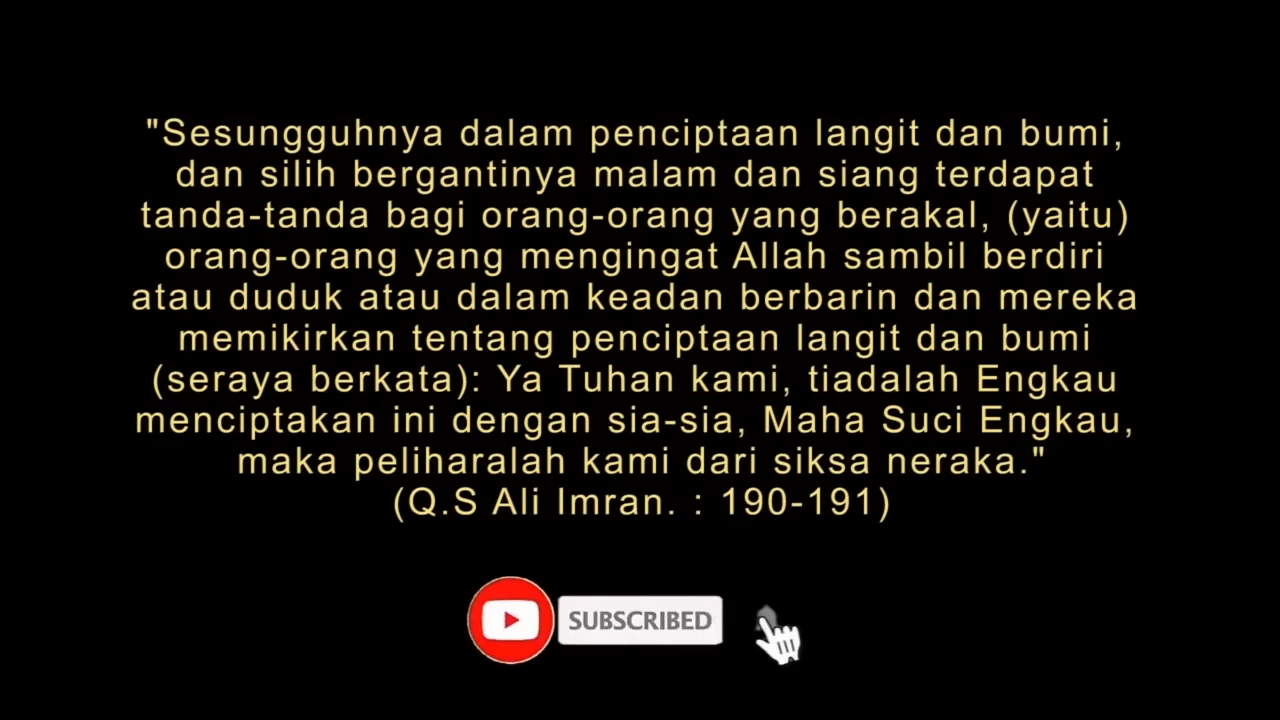 "Sesungguhnya dalam penciptaan langit dan bumi,
dan silih bergantinya malam dan siang terdapat
tanda-tanda bagi orang-orang yang berakal, (yaitu)
orang-orang yang mengingat Allah sambil berdiri
atau duduk atau dalam keadan berbarin dan mereka
memikirkan tentang penciptaan langit dan bumi
(seraya berkata): Ya Tuhan kami, tiadalah Engkau
menciptakan ini dengan sia-sia, Maha Suci Engkau,
maka peliharalah kami dari siksa neraka."
(Q.S Ali Imran. : 190-191)
SUBSCRIBED